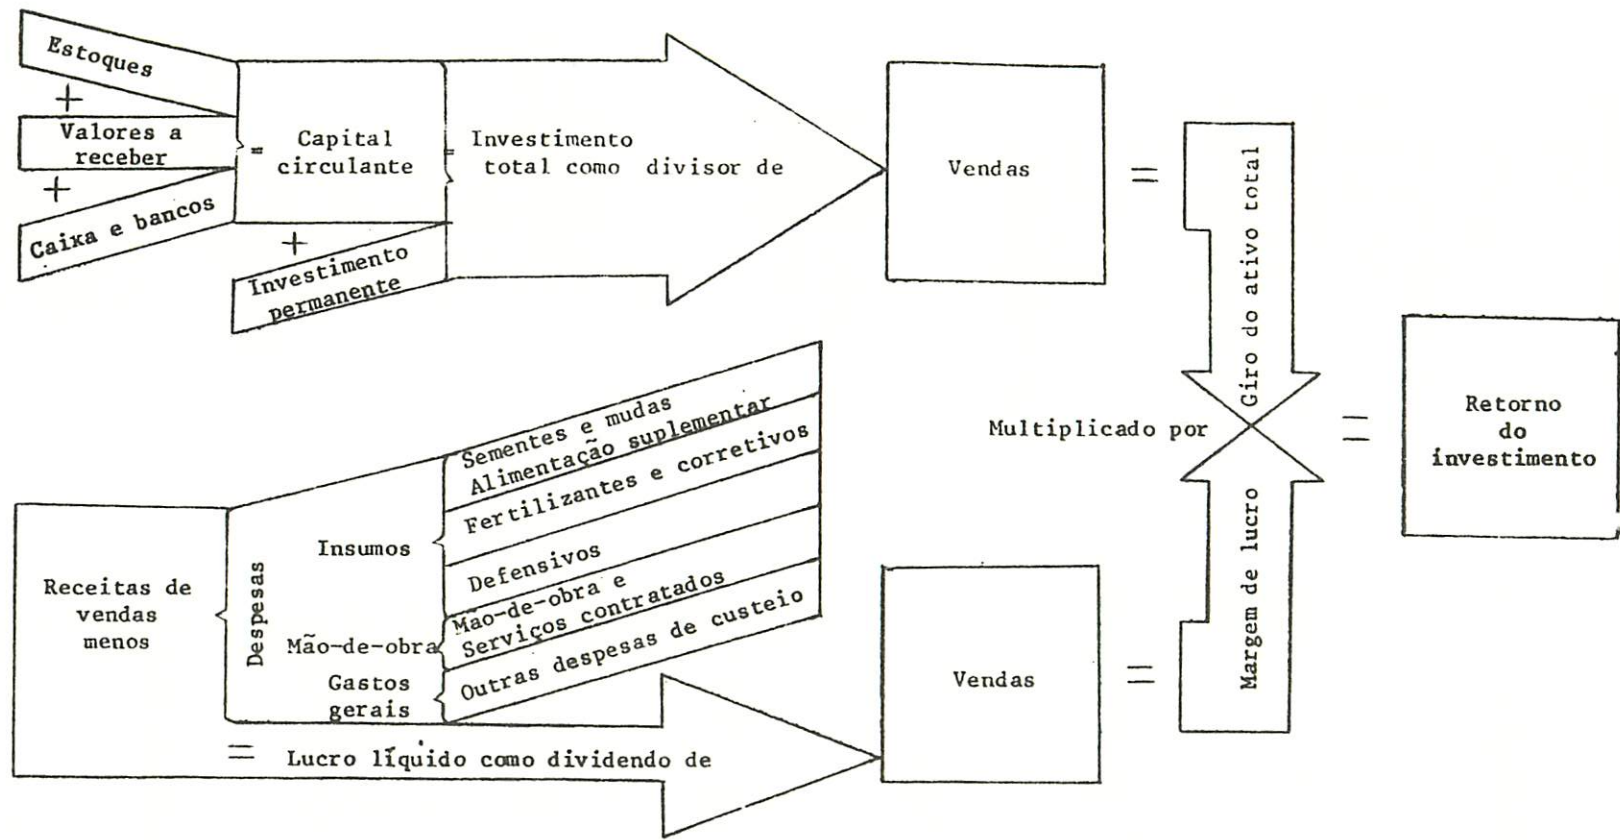 Estoques
+
Valores a
receber
+
Caixa e bancos
=
Capital
circulante
+
Investimento
permanente
=
Investimento
total como divisor de
Vendas
=
Giro do ativo total
Multiplicado por
=
Retorno
do
investimento
Receitas de
vendas
menos
Despesas
Insumos
Sementes e mudas
Alimentação suplementar
Fertilizantes e corretivos
Defensivos
Mão-de-obra
Mão-de-obra e
Serviços contratados
Gastos
gerais
Outras despesas de custeio
= Lucro líquido como dividendo de
Vendas
=
Margem de lucro